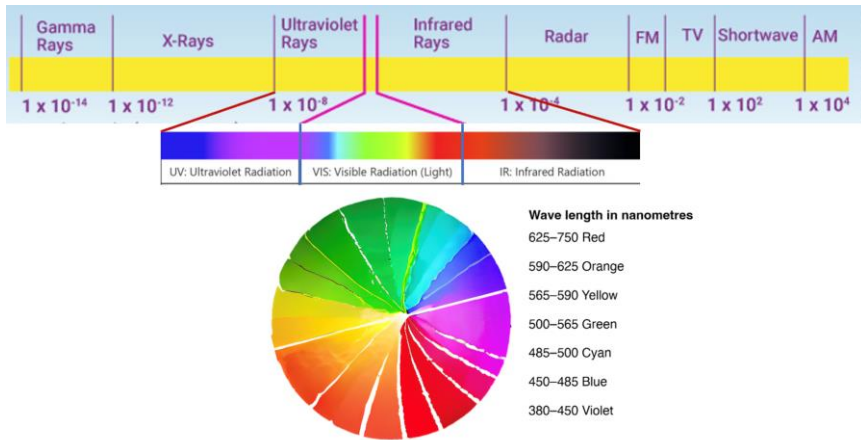 Gamma Rays
X-Rays
Ultraviolet Rays
Infrared Rays
Radar
FM
TV
Shortwave
AM
1 x 10⁻¹⁴
1 x 10⁻¹²
1 x 10⁻⁸
1 x 10⁻⁴
1 x 10⁻²
1 x 10²
1 x 10⁴
UV: Ultraviolet Radiation
VIS: Visible Radiation (Light)
IR: Infrared Radiation
Wave length in nanometres
625–750 Red
590–625 Orange
565–590 Yellow
500–565 Green
485–500 Cyan
450–485 Blue
380–450 Violet